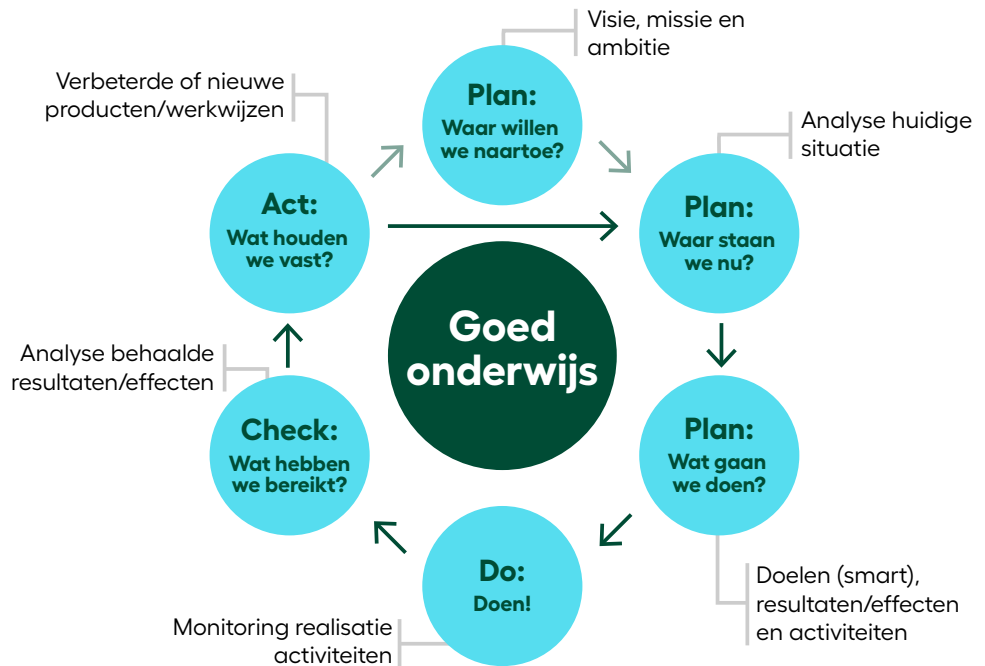 Visie, missie en
ambitie
Plan:
Waar willen
we naartoe?
Analyse huidige
situatie
Plan:
Waar staan
we nu?
Plan:
Wat gaan
we doen?
Doelen (smart),
resultaten/effecten
en activiteiten
Do:
Doen!
Monitoring realisatie
activiteiten
Check:
Wat hebben
we bereikt?
Analyse behaalde
resultaten/effecten
Act:
Wat houden
we vast?
Verbeterde of nieuwe
producten/werkwijzen
Goed
onderwijs